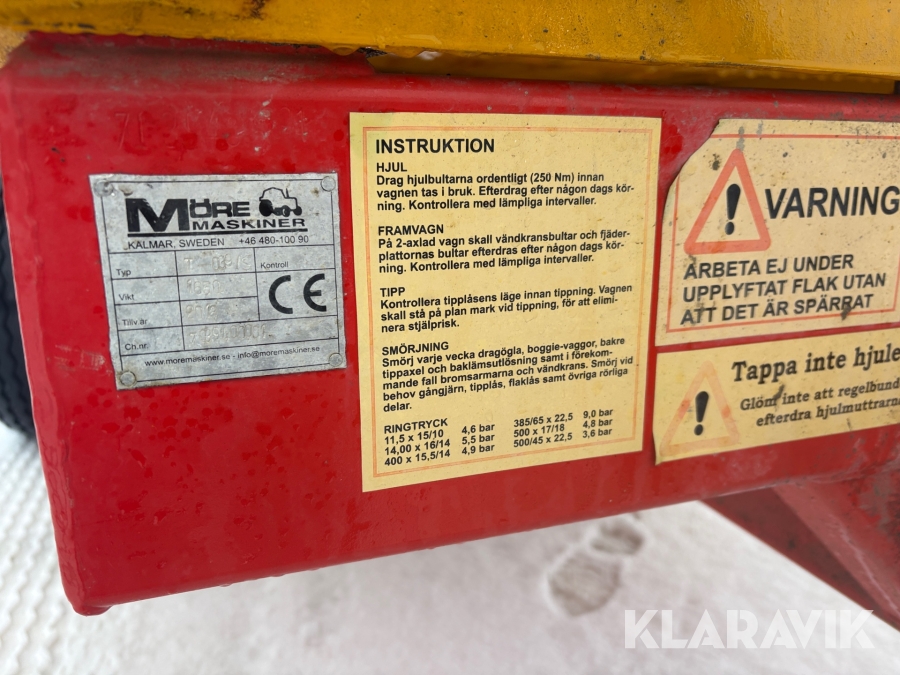 MÖRE
MASKINER
KALMAR. SWEDEN +46 480-100 90
Typ
Kontroll
Vikt
CE
Tillv.år
Ch.nr.
www.moremaskiner.se - info@moremaskiner.se
INSTRUKTION
HJUL
Drag hjulbultarna ordentligt (250 Nm) innan
vagnen tas i bruk. Efterdrag efter någon dags kör-
ning. Kontrollera med lämpliga intervaller.
FRAMVAGN
På 2-axlad vagn skall vändkransbultar och fjäder-
plattornas bultar efterdras efter någon dags kör-
ning. Kontrollera med lämpliga intervaller.
TIPP
Kontrollera tipplåsens läge innan tippning. Vagnen
skall stå på plan mark vid tippning, för att elimi-
nera stjälprisk.
SMÖRJNING
Smörj varje vecka dragögla, boggie-vaggor, bakre
tippaxel och baklämsutlösning samt i förekom-
mande fall bromsarmarna och vändkrans. Smörj vid
behov gångjärn, tipplås, flaklås samt övriga rörliga
delar.
RINGTRYCK
11,5 x 15/10 4,6 bar
14,00 x 16/14 5,5 bar
400 x 15,5/14 4,9 bar
385/65 x 22,5 9,0 bar
500 x 17/18 4,8 bar
500/45 x 22,5 3,6 bar
VARNING
ARBETA EJ UNDER
UPPLYFTAT FLAK UTAN
ATT DET ÄR SPÄRRAT
Tappa inte hjule
Glöm inte att regelbund
efterdra hjulmuttrarna
KLARAVIK